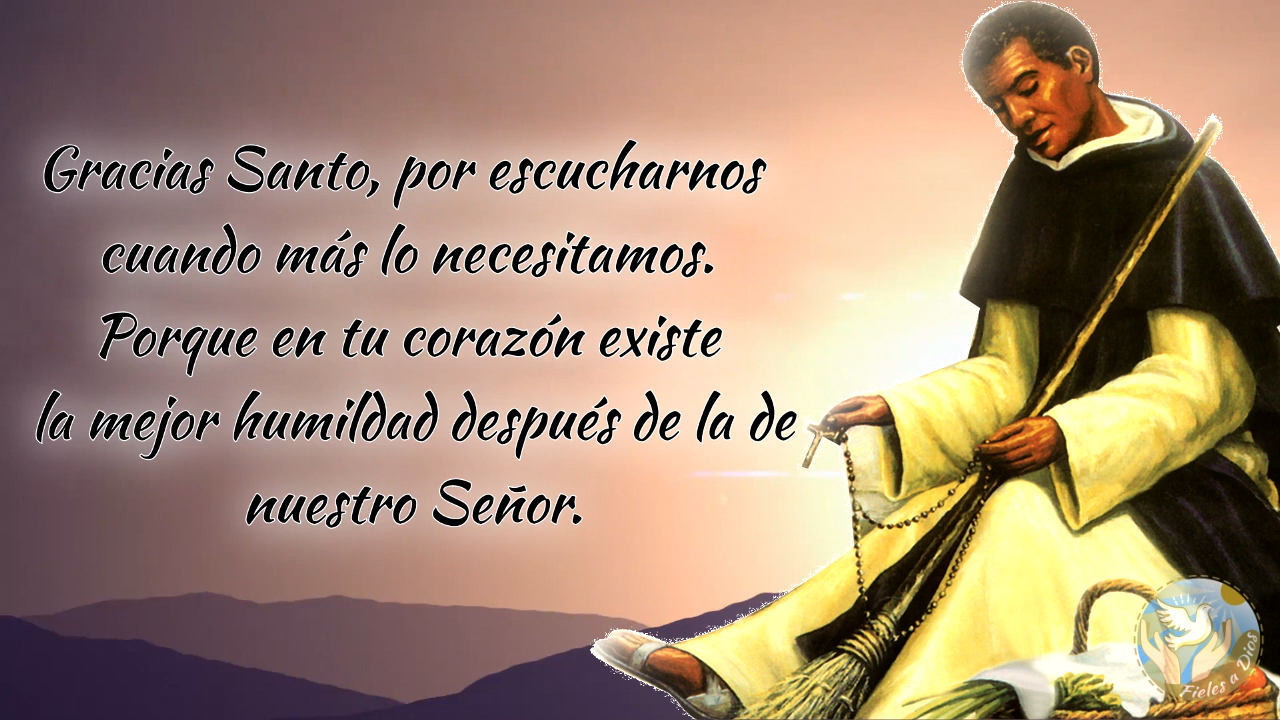 Gracias Santo, por escucharnos
cuando más lo necesitamos.
Porque en tu corazón existe
la mejor humildad después de la de
nuestro Señor.
Fieles a Dios